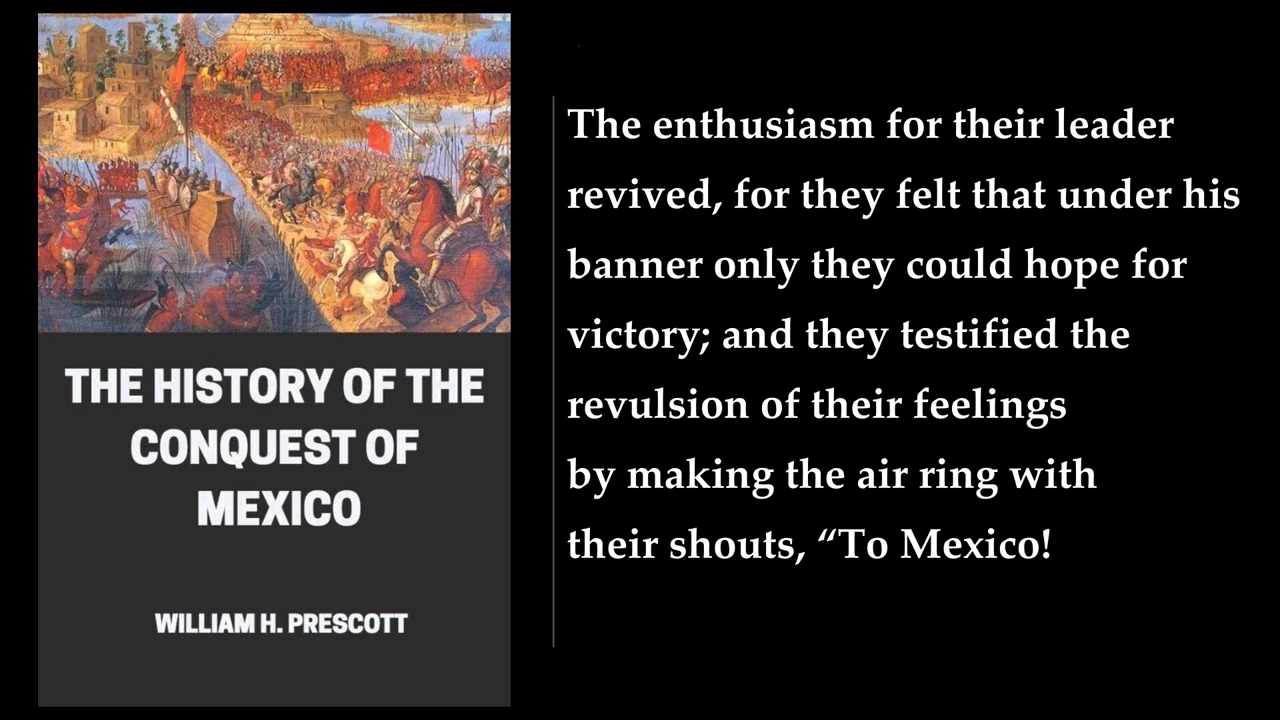 THE HISTORY OF THE
CONQUEST OF
MEXICO
WILLIAM H. PRESCOTT
The enthusiasm for their leader
revived, for they felt that under his
banner only they could hope for
victory; and they testified the
revulsion of their feelings
by making the air ring with
their shouts, “To Mexico!